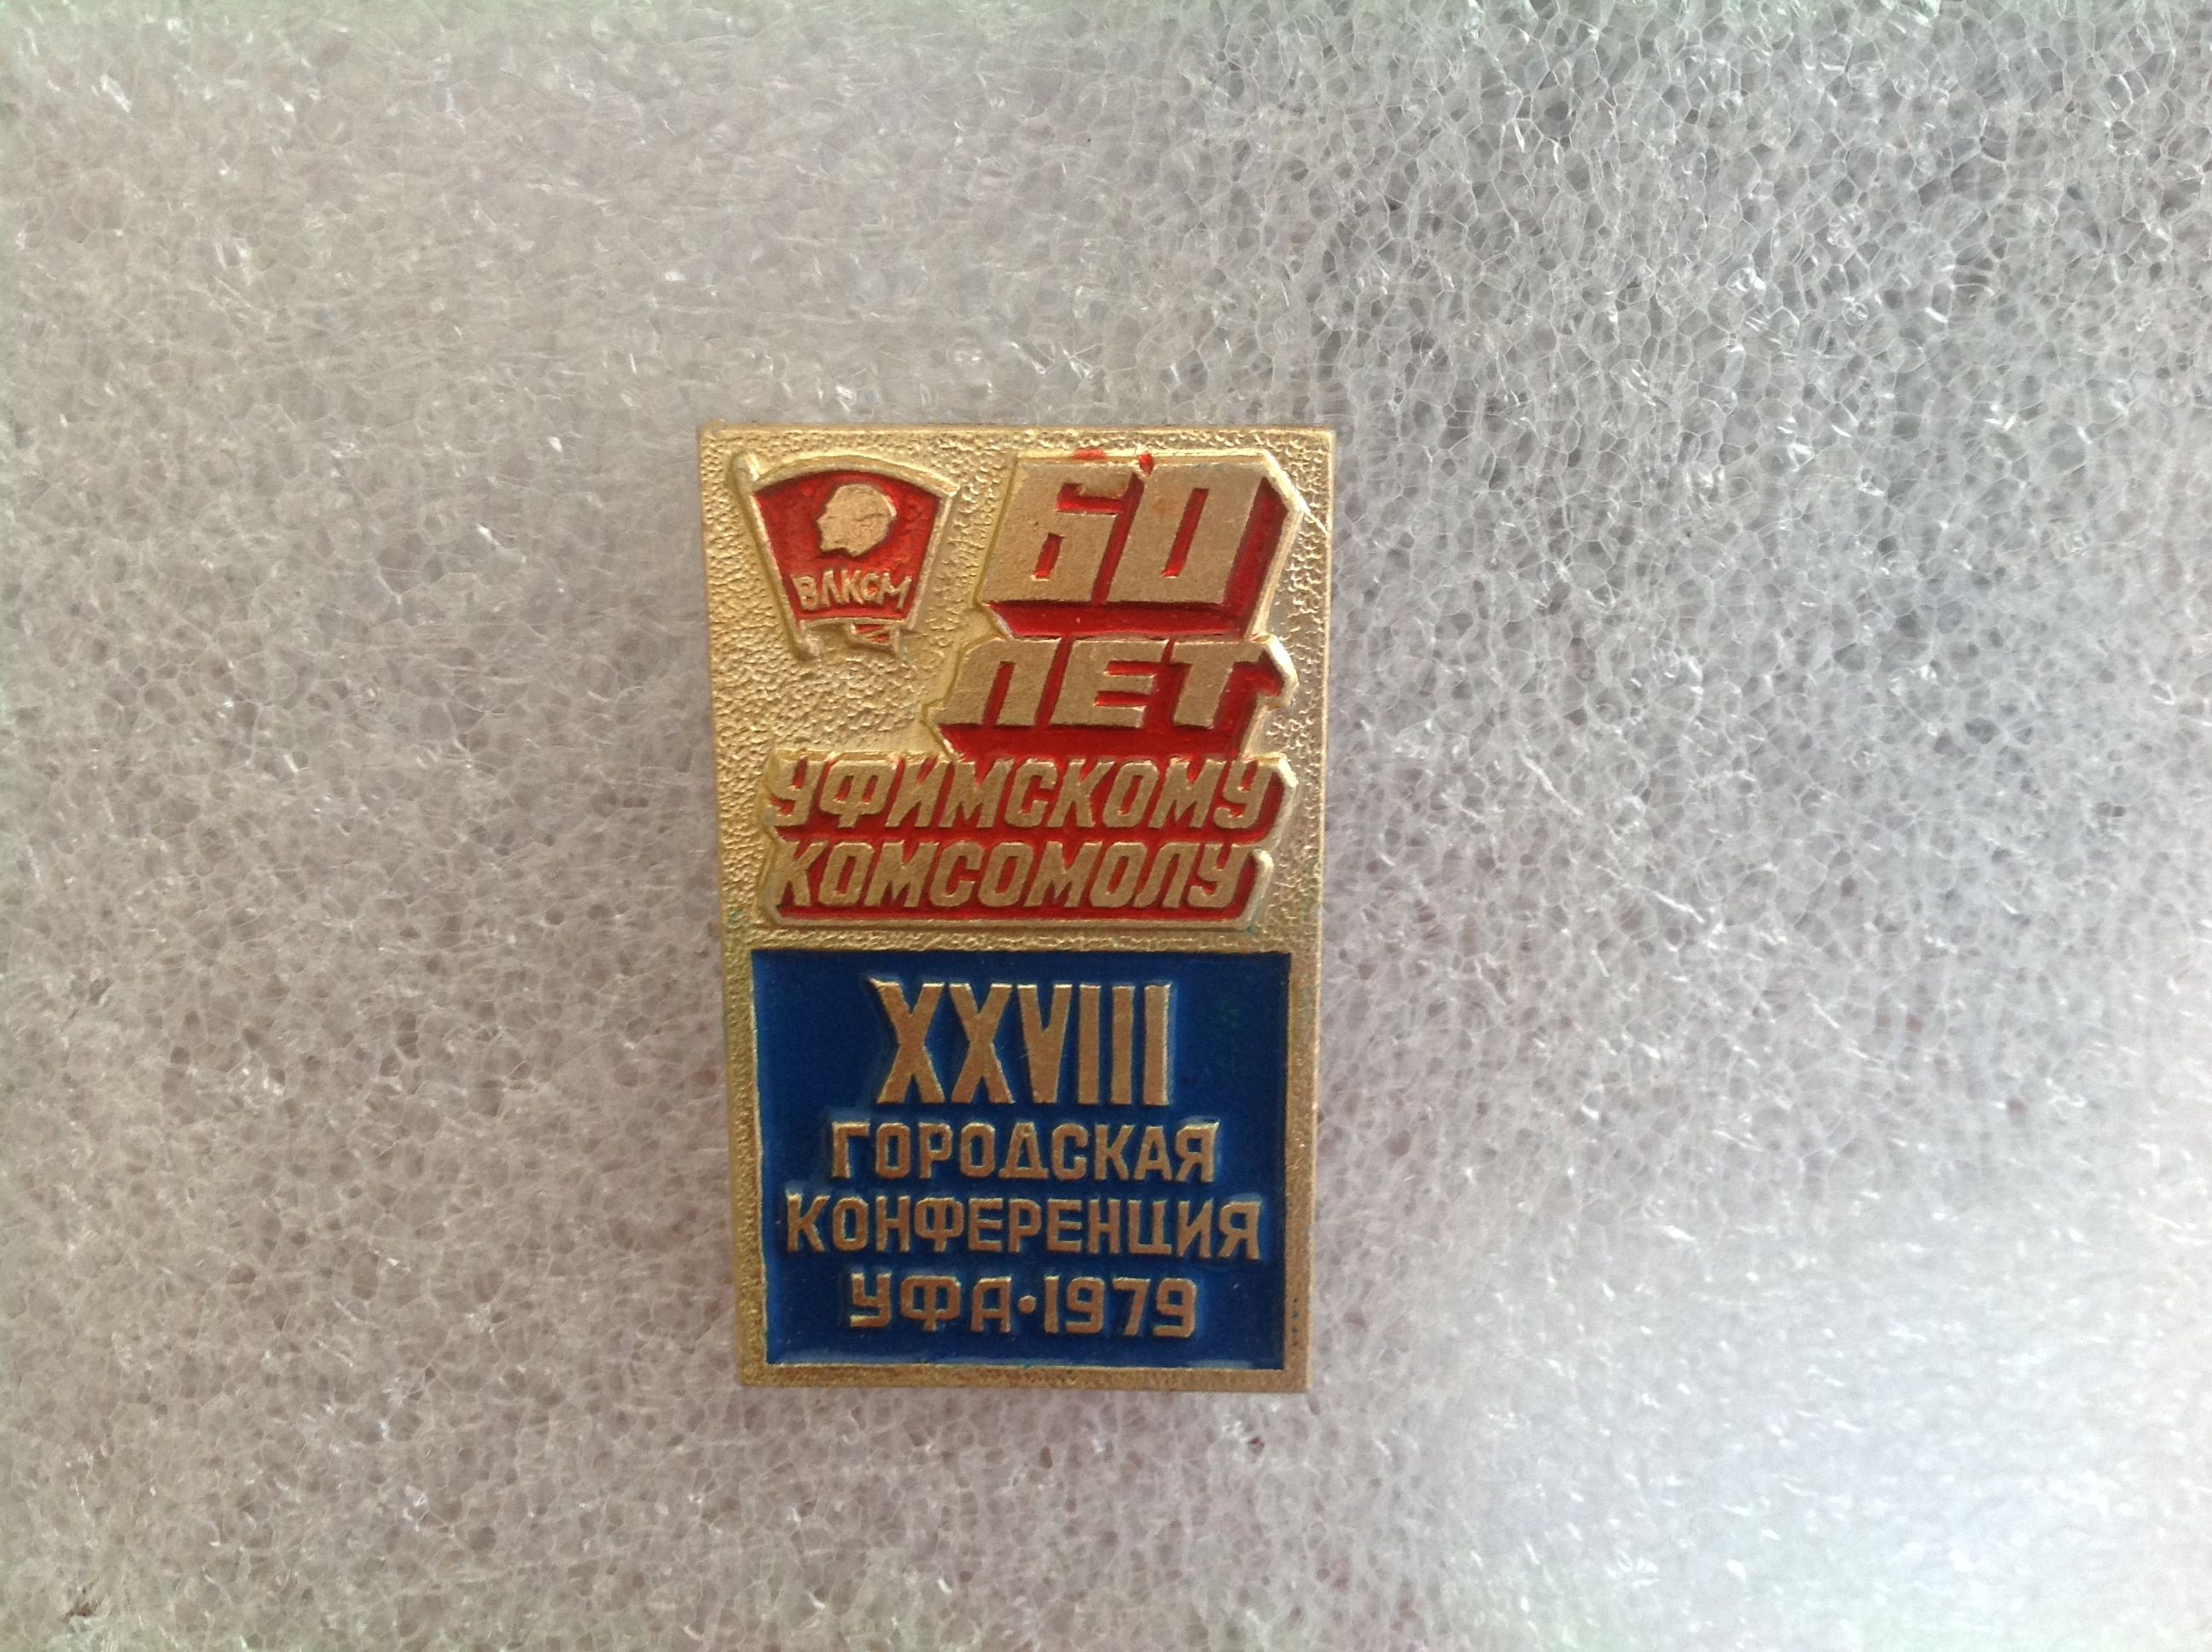 ВЛКСМ
60
ЛЕТ
УФИМСКОМУ
КОМСОМОЛУ
XXVIII
ГОРОДСКАЯ
КОНФЕРЕНЦИЯ
УФА·1979